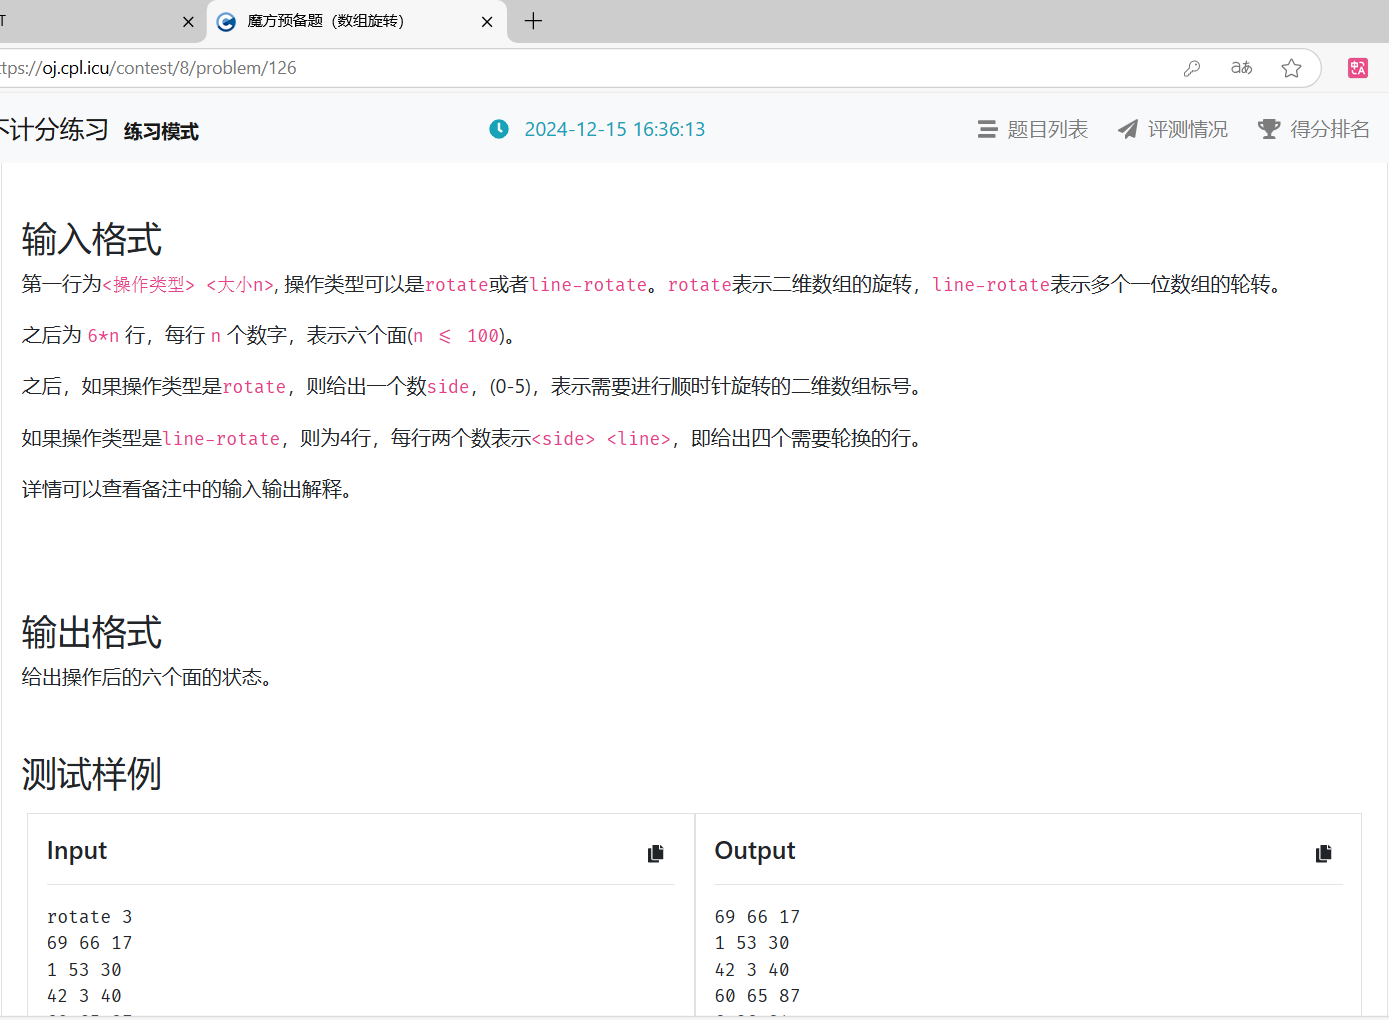 T
魔方预备题（数组旋转）
ttps://oj.cpl.icu/contest/8/problem/126
不计分练习 练习模式
2024-12-15 16:36:13
题目列表
评测情况
得分排名
输入格式
第一行为<操作类型> <大小n>, 操作类型可以是rotate或者line-rotate。rotate表示二维数组的旋转，line-rotate表示多个一位数组的轮转。
之后为 6*n 行，每行 n 个数字，表示六个面(n ⩽ 100)。
之后，如果操作类型是rotate，则给出一个数side，(0-5)，表示需要进行顺时针旋转的二维数组标号。
如果操作类型是line-rotate，则为4行，每行两个数表示<side> <line>，即给出四个需要轮换的行。
详情可以查看备注中的输入输出解释。
输出格式
给出操作后的六个面的状态。
测试样例
Input
rotate 3
69 66 17
1 53 30
42 3 40
Output
69 66 17
1 53 30
42 3 40
60 65 87